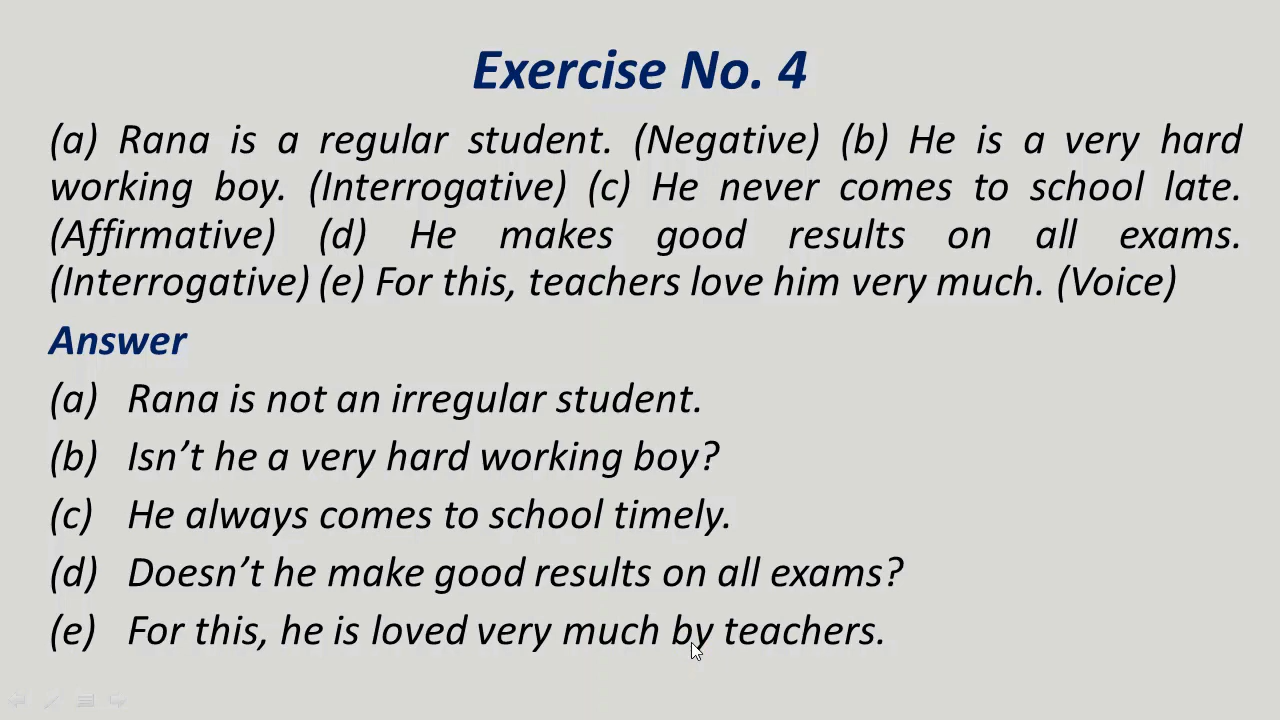 Exercise No. 4
(a) Rana is a regular student. (Negative) (b) He is a very hard
working boy. (Interrogative) (c) He never comes to school late.
(Affirmative) (d) He makes good results on all exams.
(Interrogative) (e) For this, teachers love him very much. (Voice)
Answer
(a) Rana is not an irregular student.
(b) Isn’t he a very hard working boy?
(c) He always comes to school timely.
(d) Doesn’t he make good results on all exams?
(e) For this, he is loved very much by teachers.